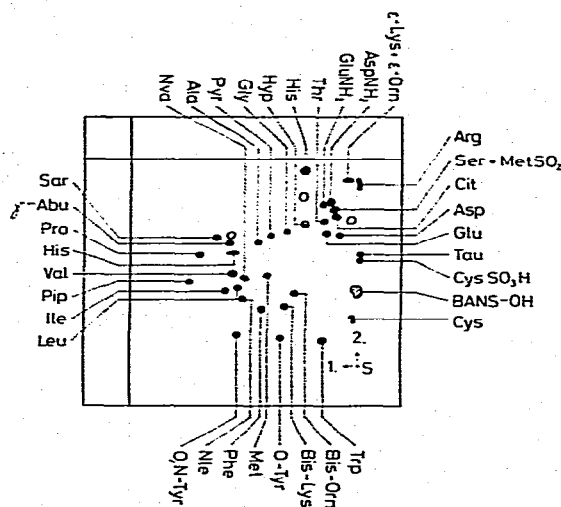 Nva
Ala
Pyr
Gly
Hyp
His
Thr
GluNH₂
AspNH₂
ε-Lys, ε-Orn
Sar
γ-Abu
Pro
His
Val
Pip
Ile
Leu
Arg
Ser-MetSO₂
Cit
Asp
Glu
Tau
CysSO₃H
BANS-OH
Cys
2.
1. S
O,N-Tyr
Nle
Phe
Met
O-Tyr
Bis-Lys
Bis-Orn
Trp